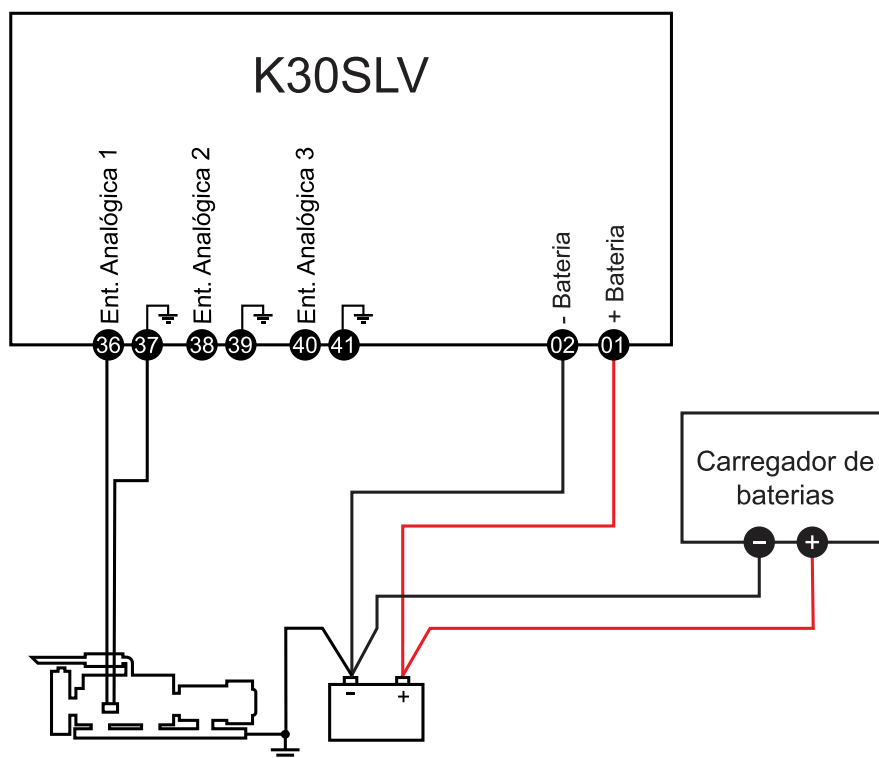 K30SLV
Ent. Analógica 1
Ent. Analógica 2
Ent. Analógica 3
- Bateria
+ Bateria
36
37
38
39
40
41
02
01
Carregador de
baterias
- +
- +